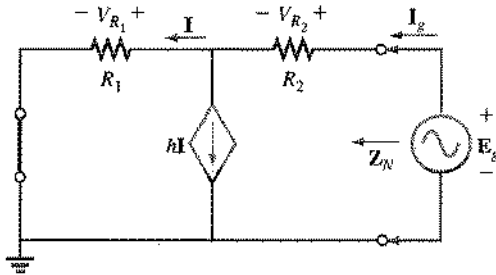 − V_R₁ +
I
− V_R₂ +
I_g
R₁
R₂
hI
Z_N
+
E_g
−